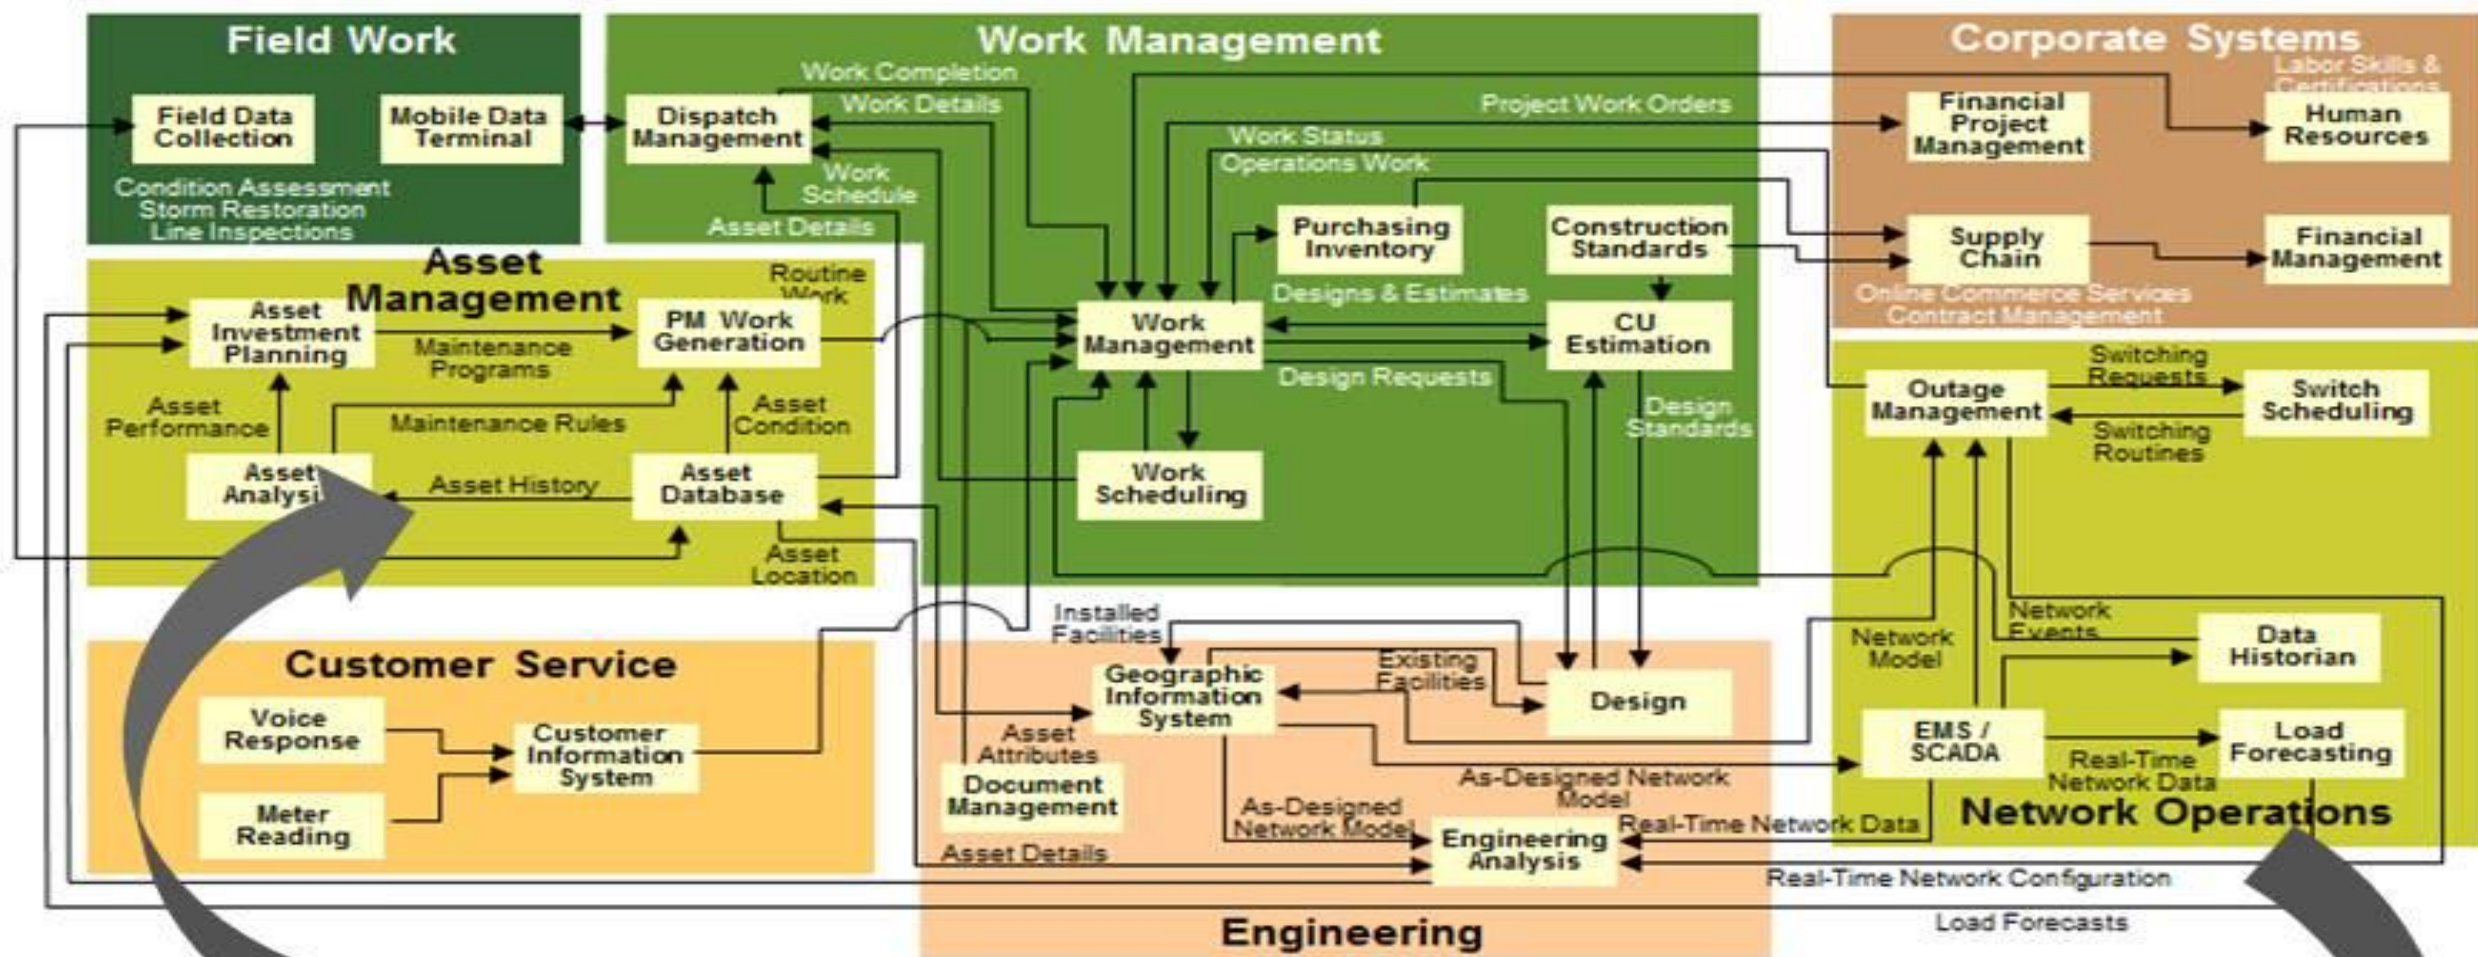 Field Work
Field Data
Collection
Mobile Data
Terminal
Condition Assessment
Storm Restoration
Line Inspections
Work Management
Work Completion
Work Details
Dispatch
Management
Work
Schedule
Asset Details
Project Work Orders
Work Status
Operations Work
Purchasing
Inventory
Construction
Standards
Designs & Estimates
Work
Management
CU
Estimation
Design Requests
Design
Standards
Work
Scheduling
Corporate Systems
Labor Skills &
Certifications
Financial
Project
Management
Human
Resources
Supply
Chain
Financial
Management
Online Commerce Services
Contract Management
Asset
Management
Routine
Work
Asset
Investment
Planning
PM Work
Generation
Maintenance
Programs
Asset
Performance
Maintenance Rules
Asset
Condition
Asset
Analysis
Asset History
Asset
Database
Asset
Location
Switching
Requests
Outage
Management
Switch
Scheduling
Switching
Routines
Network
Model
Network
Events
Data
Historian
EMS /
SCADA
Load
Forecasting
Real-Time
Network Data
Network Operations
Customer Service
Voice
Response
Customer
Information
System
Meter
Reading
Installed
Facilities
Geographic
Information
System
Existing
Facilities
Design
Asset
Attributes
Document
Management
As-Designed Network
Model
As-Designed
Network Model
Engineering
Analysis
Real-Time Network Data
Asset Details
Real-Time Network Configuration
Load Forecasts
Engineering